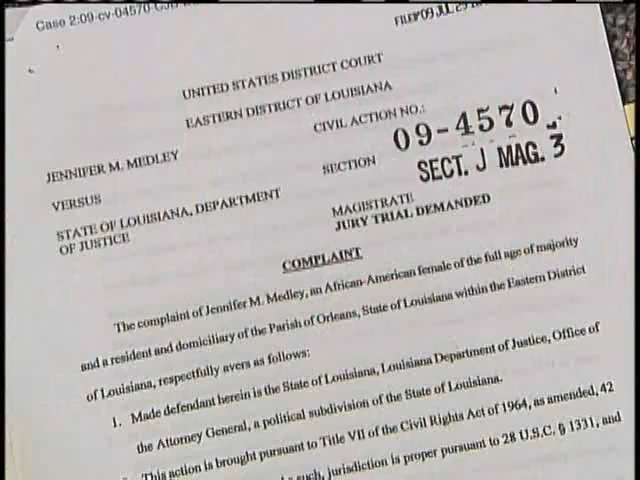 Case 2:09-cv-04570-CJB
FILED '09 JUL 29
UNITED STATES DISTRICT COURT
EASTERN DISTRICT OF LOUISIANA
JENNIFER M. MEDLEY
VERSUS
STATE OF LOUISIANA, DEPARTMENT
OF JUSTICE
CIVIL ACTION NO.:
09-4570
SECTION
SECT. J MAG. 3
MAGISTRATE
JURY TRIAL DEMANDED
COMPLAINT
The complaint of Jennifer M. Medley, an African-American female of the full age of majority
and a resident and domiciliary of the Parish of Orleans, State of Louisiana within the Eastern District
of Louisiana, respectfully avers as follows:
1. Made defendant herein is the State of Louisiana, Louisiana Department of Justice, Office of
the Attorney General, a political subdivision of the State of Louisiana.
This action is brought pursuant to Title VII of the Civil Rights Act of 1964, as amended, 42
such, jurisdiction is proper pursuant to 28 U.S.C. § 1331, and